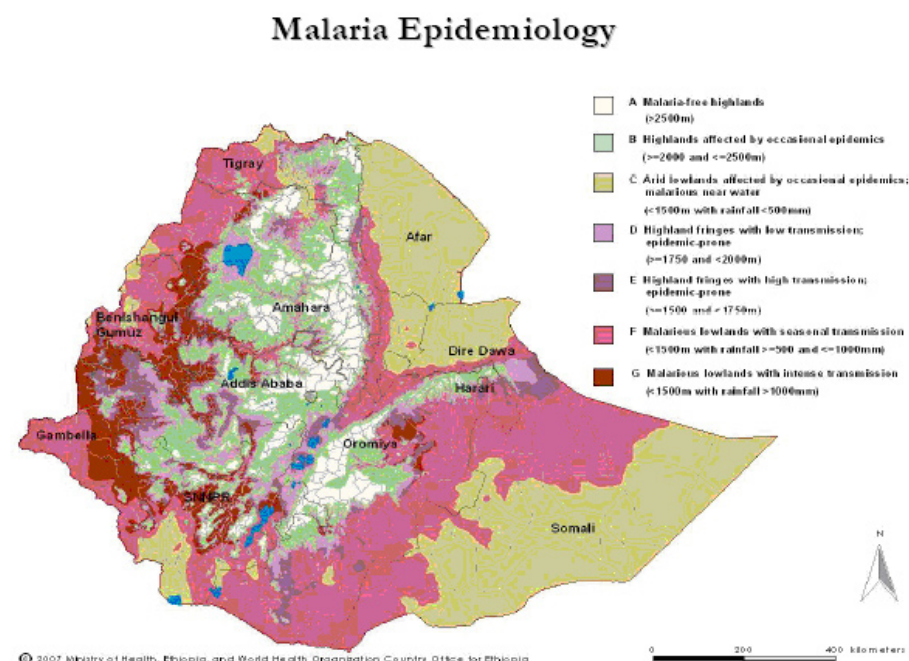 Malaria Epidemiology
A Malaria-free highlands
(>2500m)
B Highlands affected by occasional epidemics
(>=2000 and <=2500m)
C Arid lowlands affected by occasional epidemics;
malarious near water
(<1500m with rainfall <500mm)
D Highland fringes with low transmission;
epidemic-prone
(>=1750 and <2000m)
E Highland fringes with high transmission;
epidemic-prone
(>=1500 and <1750m)
F Malarious lowlands with seasonal transmission
(<1500m with rainfall >=500 and <=1000mm)
G Malarious lowlands with intense transmission
(<1500m with rainfall >1000mm)
Tigray
Afar
Amahara
Benishangul
Gumuz
Dire Dawa
Addis Ababa
Harari
Gambella
Oromiya
SNNPR
Somali
N
© 2007 Ministry of Health, Ethiopia, and World Health Organisation Country Office for Ethiopia
0 200 400 kilometers